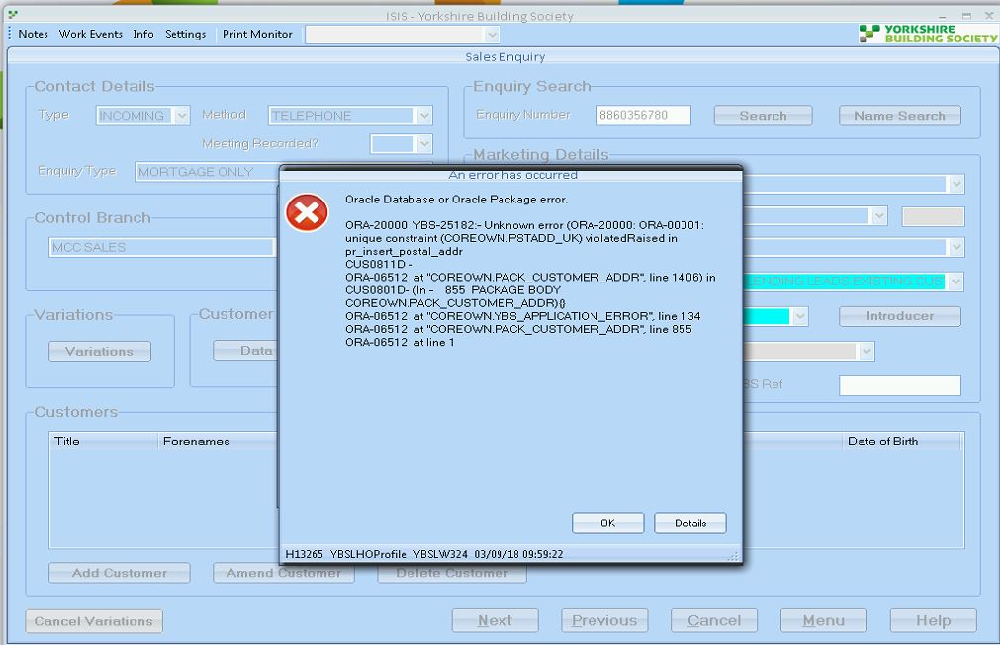 ISIS - Yorkshire Building Society
Notes Work Events Info Settings Print Monitor
YORKSHIRE
BUILDING SOCIETY
Sales Enquiry
Contact Details
Type INCOMING Method TELEPHONE
Meeting Recorded?
Enquiry Type MORTGAGE ONLY
Enquiry Search
Enquiry Number 8860356780 Search Name Search
Marketing Details
Control Branch
MCC SALES
LENDING LEADS EXISTING CUS
Introducer
Variations
Variations
Customer
Data
BS Ref
An error has occurred
Oracle Database or Oracle Package error.
ORA-20000: YBS-25182:- Unknown error (ORA-20000: ORA-00001:
unique constraint (COREOWN.PSTADD_UK) violatedRaised in
pr_insert_postal_addr
CUS0811D -
ORA-06512: at "COREOWN.PACK_CUSTOMER_ADDR", line 1406) in
CUS0801D- (In - 855 PACKAGE BODY
COREOWN.PACK_CUSTOMER_ADDR){}
ORA-06512: at "COREOWN.YBS_APPLICATION_ERROR", line 134
ORA-06512: at "COREOWN.PACK_CUSTOMER_ADDR", line 855
ORA-06512: at line 1
OK Details
H13265 YBSLHOProfile YBSLW324 03/09/18 09:59:22
Customers
Title Forenames Date of Birth
Add Customer Amend Customer Delete Customer
Cancel Variations Next Previous Cancel Menu Help